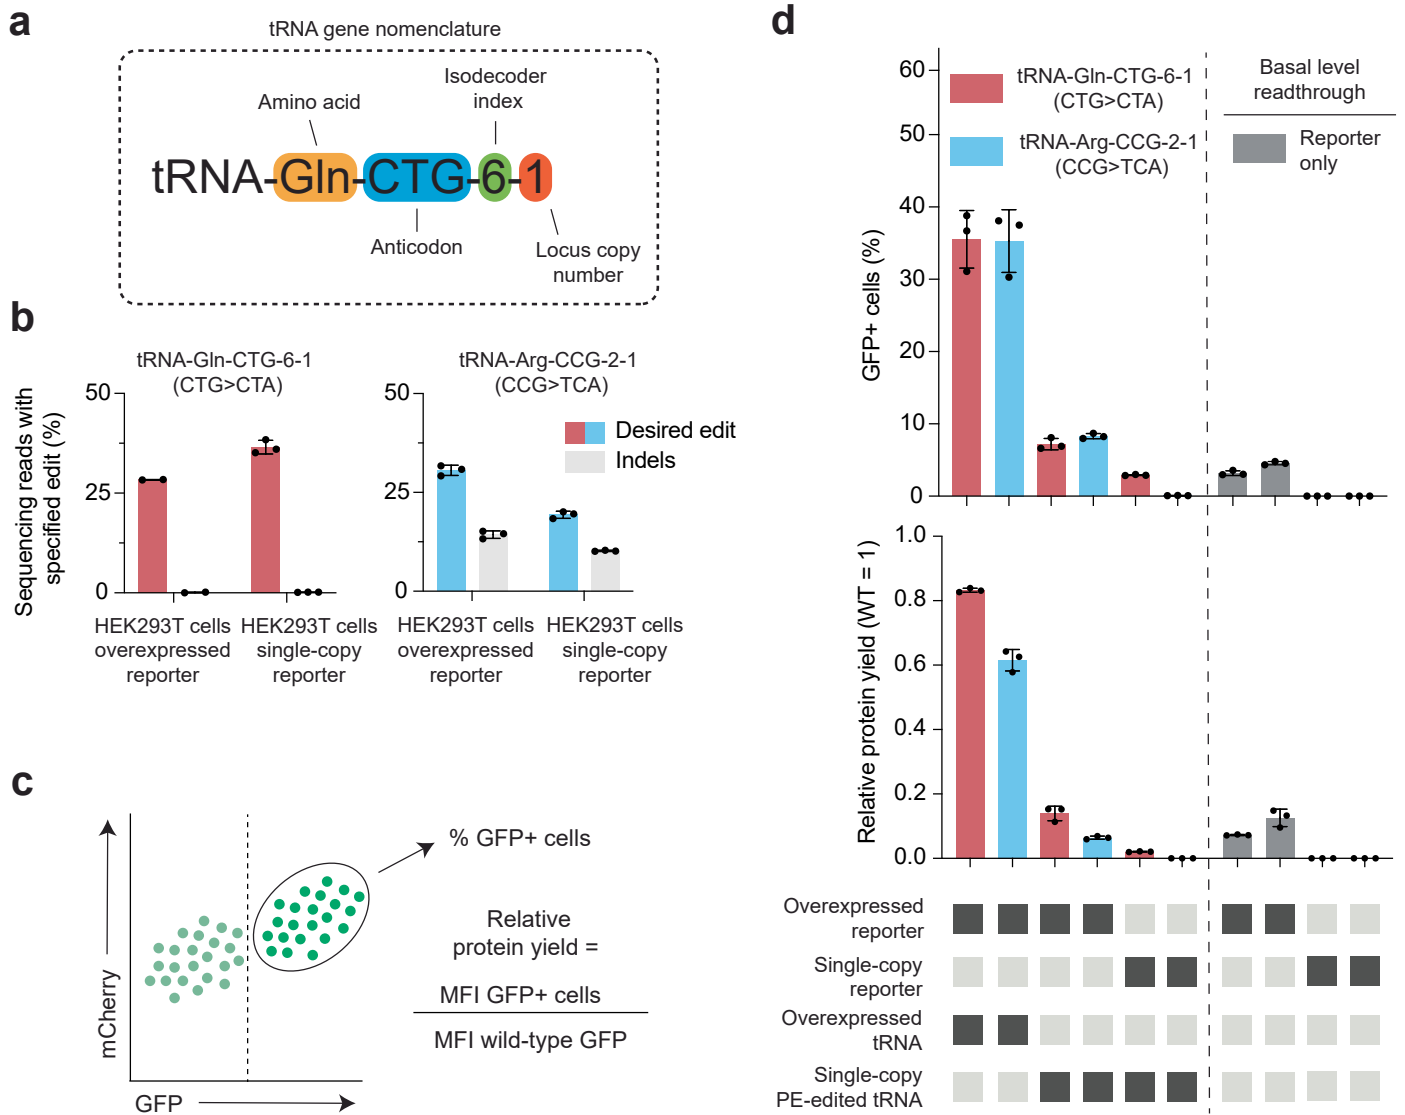 a
tRNA gene nomenclature
Isodecoder
index
Amino acid
tRNA-Gln-CTG-6-1
Anticodon
Locus copy
number
b
tRNA-Gln-CTG-6-1
(CTG>CTA)
tRNA-Arg-CCG-2-1
(CCG>TCA)
Sequencing reads with
specified edit (%)
50
25
0
50
25
0
Desired edit
Indels
HEK293T cells
overexpressed
reporter
HEK293T cells
single-copy
reporter
HEK293T cells
overexpressed
reporter
HEK293T cells
single-copy
reporter
c
mCherry
GFP
% GFP+ cells
Relative
protein yield =
MFI GFP+ cells
MFI wild-type GFP
d
GFP+ cells (%)
60
50
40
30
20
10
0
tRNA-Gln-CTG-6-1
(CTG>CTA)
tRNA-Arg-CCG-2-1
(CCG>TCA)
Basal level
readthrough
Reporter
only
Relative protein yield (WT = 1)
1.0
0.8
0.6
0.4
0.2
0.0
Overexpressed
reporter
Single-copy
reporter
Overexpressed
tRNA
Single-copy
PE-edited tRNA